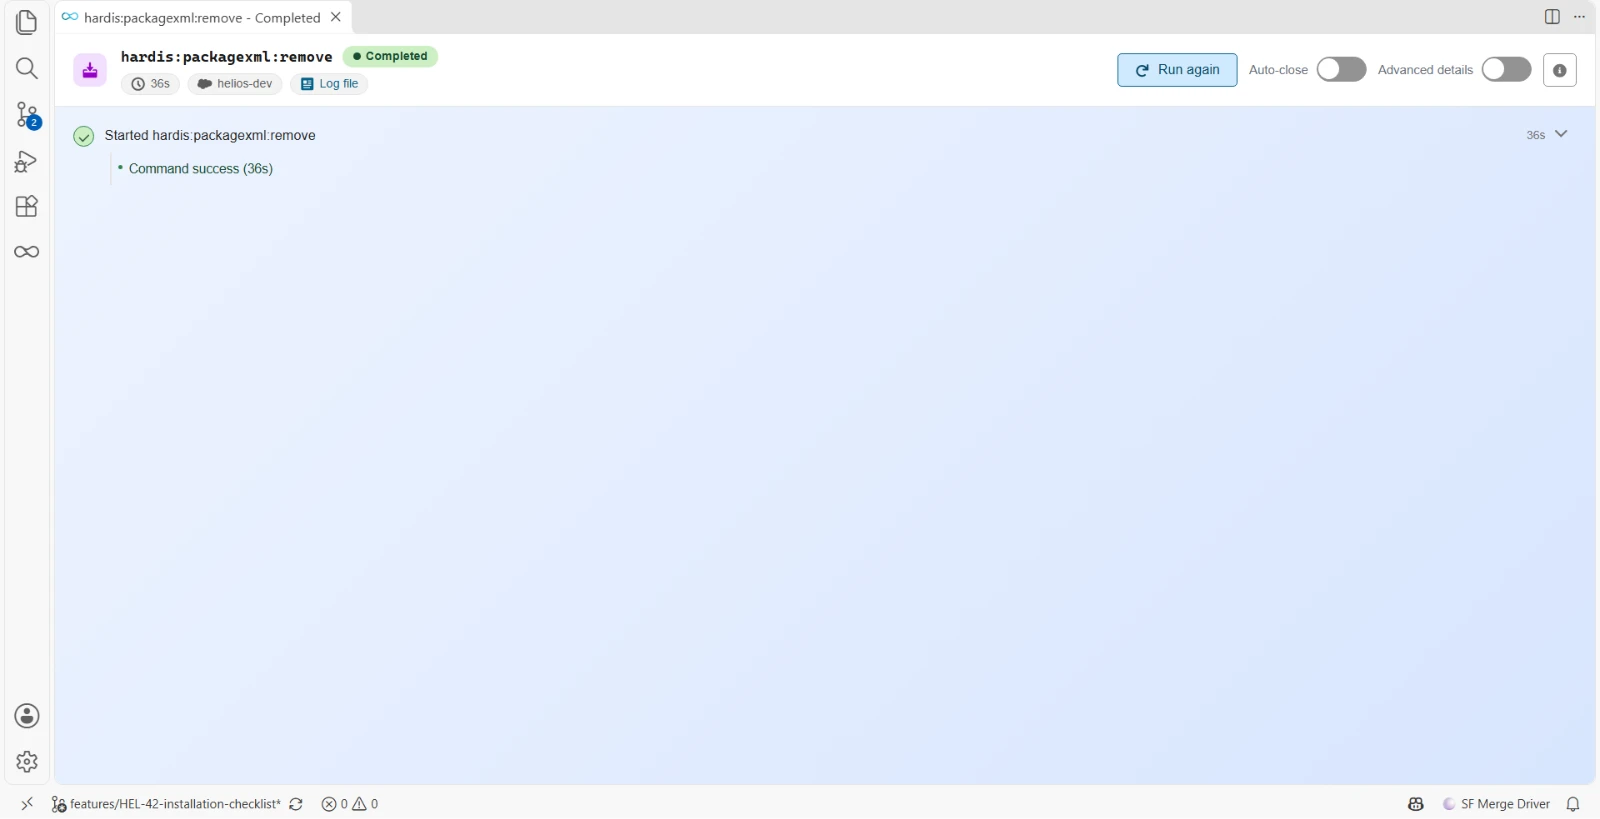 hardis:packagexml:remove - Completed
hardis:packagexml:remove
Completed
36s
helios-dev
Log file
Run again
Auto-close
Advanced details
Started hardis:packagexml:remove
36s
• Command success (36s)
2
features/HEL-42-installation-checklist*
0
0
SF Merge Driver